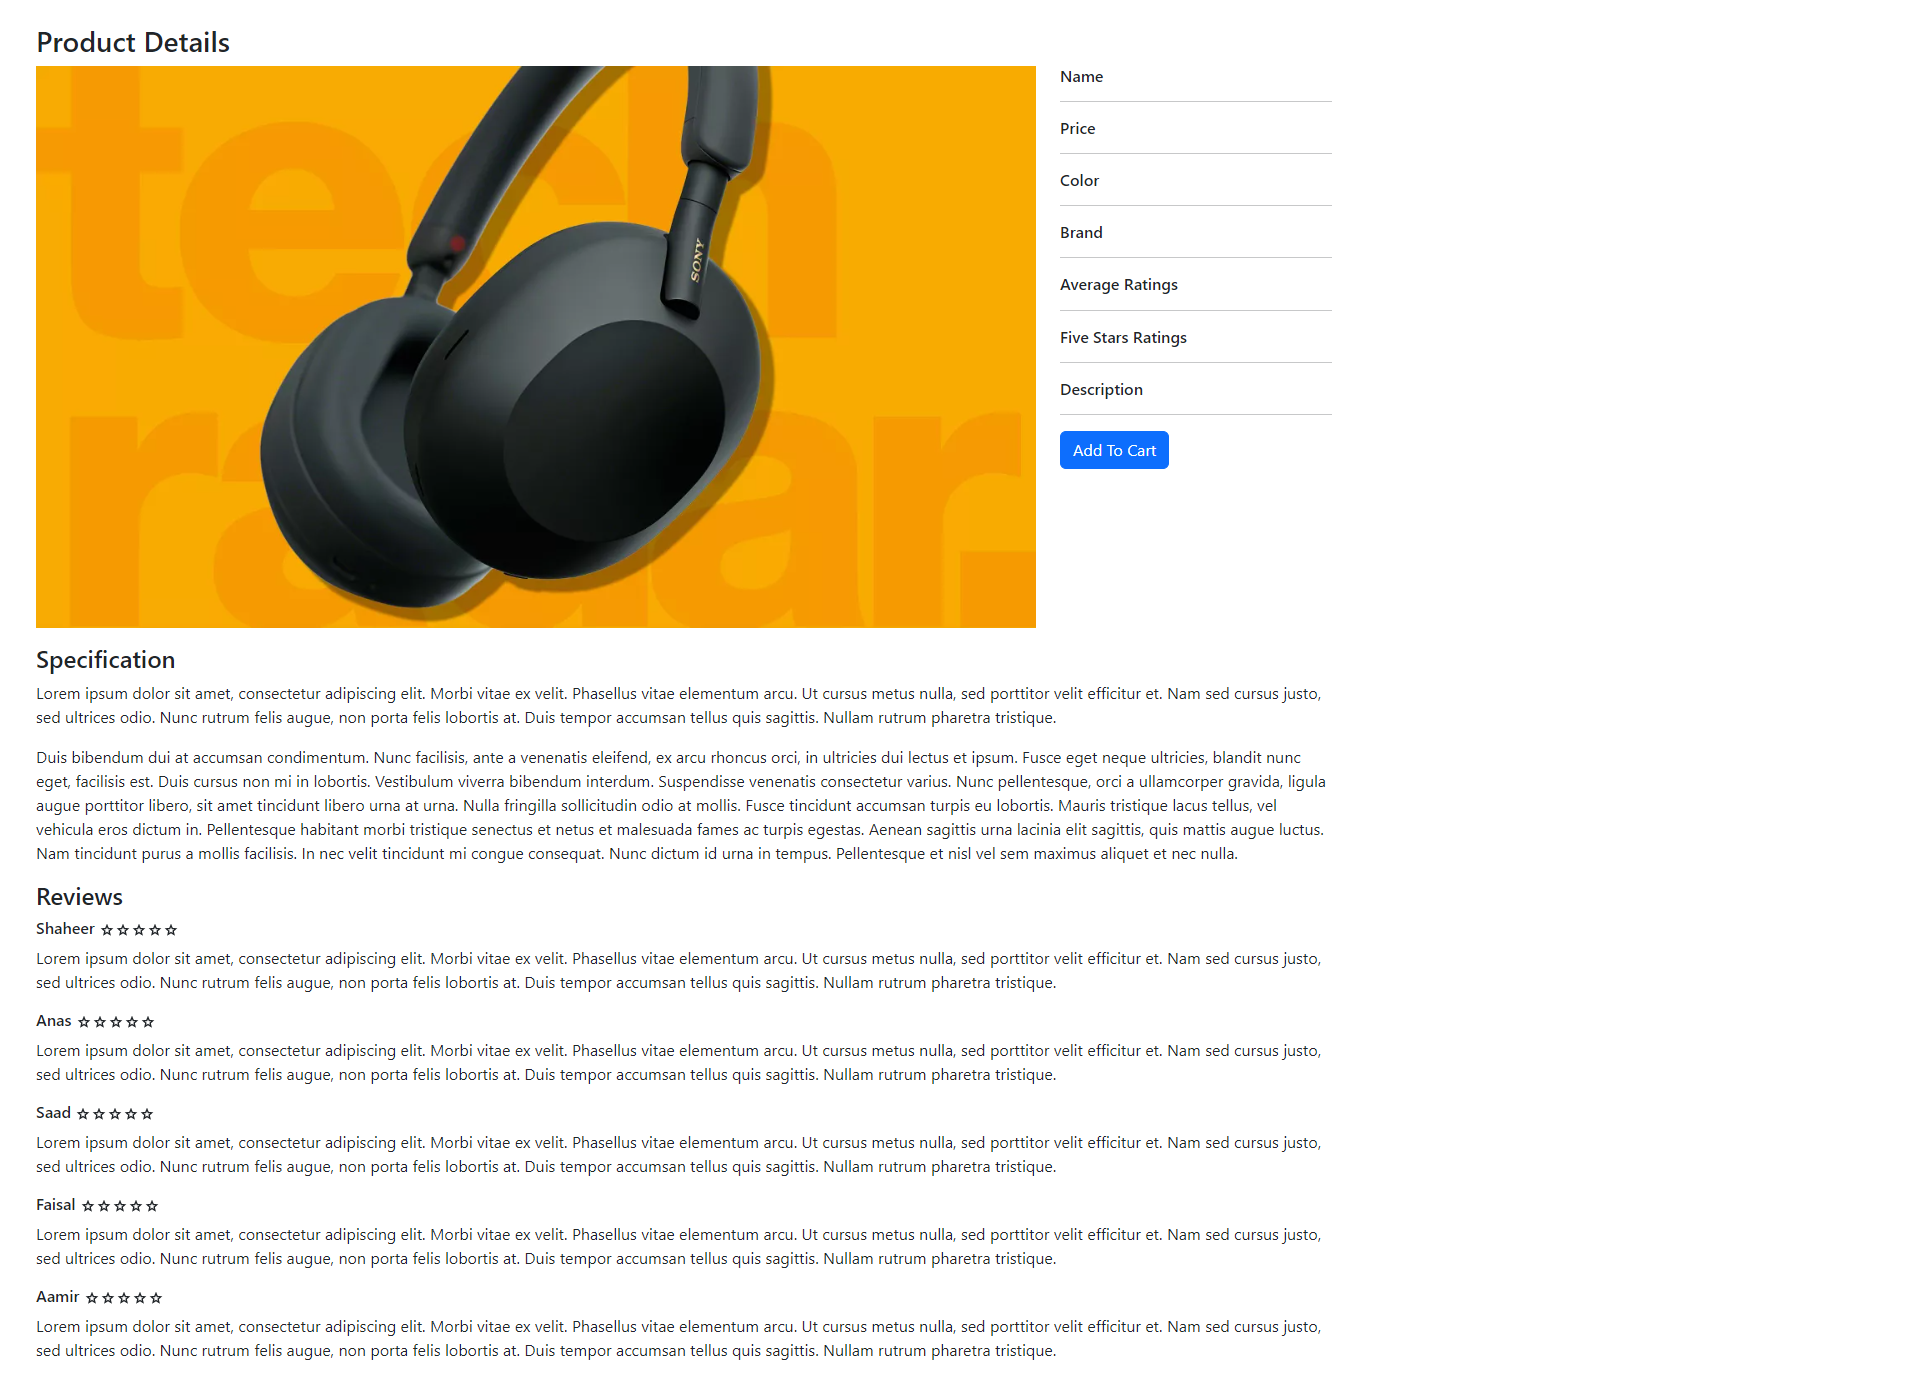 Product Details
tech
radar.
SONY
Name
Price
Color
Brand
Average Ratings
Five Stars Ratings
Description
Add To Cart
Specification
Lorem ipsum dolor sit amet, consectetur adipiscing elit. Morbi vitae ex velit. Phasellus vitae elementum arcu. Ut cursus metus nulla, sed porttitor velit efficitur et. Nam sed cursus justo,
sed ultrices odio. Nunc rutrum felis augue, non porta felis lobortis at. Duis tempor accumsan tellus quis sagittis. Nullam rutrum pharetra tristique.
Duis bibendum dui at accumsan condimentum. Nunc facilisis, ante a venenatis eleifend, ex arcu rhoncus orci, in ultricies dui lectus et ipsum. Fusce eget neque ultricies, blandit nunc
eget, facilisis est. Duis cursus non mi in lobortis. Vestibulum viverra bibendum interdum. Suspendisse venenatis consectetur varius. Nunc pellentesque, orci a ullamcorper gravida, ligula
augue porttitor libero, sit amet tincidunt libero urna at urna. Nulla fringilla sollicitudin odio at mollis. Fusce tincidunt accumsan turpis eu lobortis. Mauris tristique lacus tellus, vel
vehicula eros dictum in. Pellentesque habitant morbi tristique senectus et netus et malesuada fames ac turpis egestas. Aenean sagittis urna lacinia elit sagittis, quis mattis augue luctus.
Nam tincidunt purus a mollis facilisis. In nec velit tincidunt mi congue consequat. Nunc dictum id urna in tempus. Pellentesque et nisl vel sem maximus aliquet et nec nulla.
Reviews
Shaheer ☆☆☆☆☆
Lorem ipsum dolor sit amet, consectetur adipiscing elit. Morbi vitae ex velit. Phasellus vitae elementum arcu. Ut cursus metus nulla, sed porttitor velit efficitur et. Nam sed cursus justo,
sed ultrices odio. Nunc rutrum felis augue, non porta felis lobortis at. Duis tempor accumsan tellus quis sagittis. Nullam rutrum pharetra tristique.
Anas ☆☆☆☆☆
Lorem ipsum dolor sit amet, consectetur adipiscing elit. Morbi vitae ex velit. Phasellus vitae elementum arcu. Ut cursus metus nulla, sed porttitor velit efficitur et. Nam sed cursus justo,
sed ultrices odio. Nunc rutrum felis augue, non porta felis lobortis at. Duis tempor accumsan tellus quis sagittis. Nullam rutrum pharetra tristique.
Saad ☆☆☆☆☆
Lorem ipsum dolor sit amet, consectetur adipiscing elit. Morbi vitae ex velit. Phasellus vitae elementum arcu. Ut cursus metus nulla, sed porttitor velit efficitur et. Nam sed cursus justo,
sed ultrices odio. Nunc rutrum felis augue, non porta felis lobortis at. Duis tempor accumsan tellus quis sagittis. Nullam rutrum pharetra tristique.
Faisal ☆☆☆☆☆
Lorem ipsum dolor sit amet, consectetur adipiscing elit. Morbi vitae ex velit. Phasellus vitae elementum arcu. Ut cursus metus nulla, sed porttitor velit efficitur et. Nam sed cursus justo,
sed ultrices odio. Nunc rutrum felis augue, non porta felis lobortis at. Duis tempor accumsan tellus quis sagittis. Nullam rutrum pharetra tristique.
Aamir ☆☆☆☆☆
Lorem ipsum dolor sit amet, consectetur adipiscing elit. Morbi vitae ex velit. Phasellus vitae elementum arcu. Ut cursus metus nulla, sed porttitor velit efficitur et. Nam sed cursus justo,
sed ultrices odio. Nunc rutrum felis augue, non porta felis lobortis at. Duis tempor accumsan tellus quis sagittis. Nullam rutrum pharetra tristique.